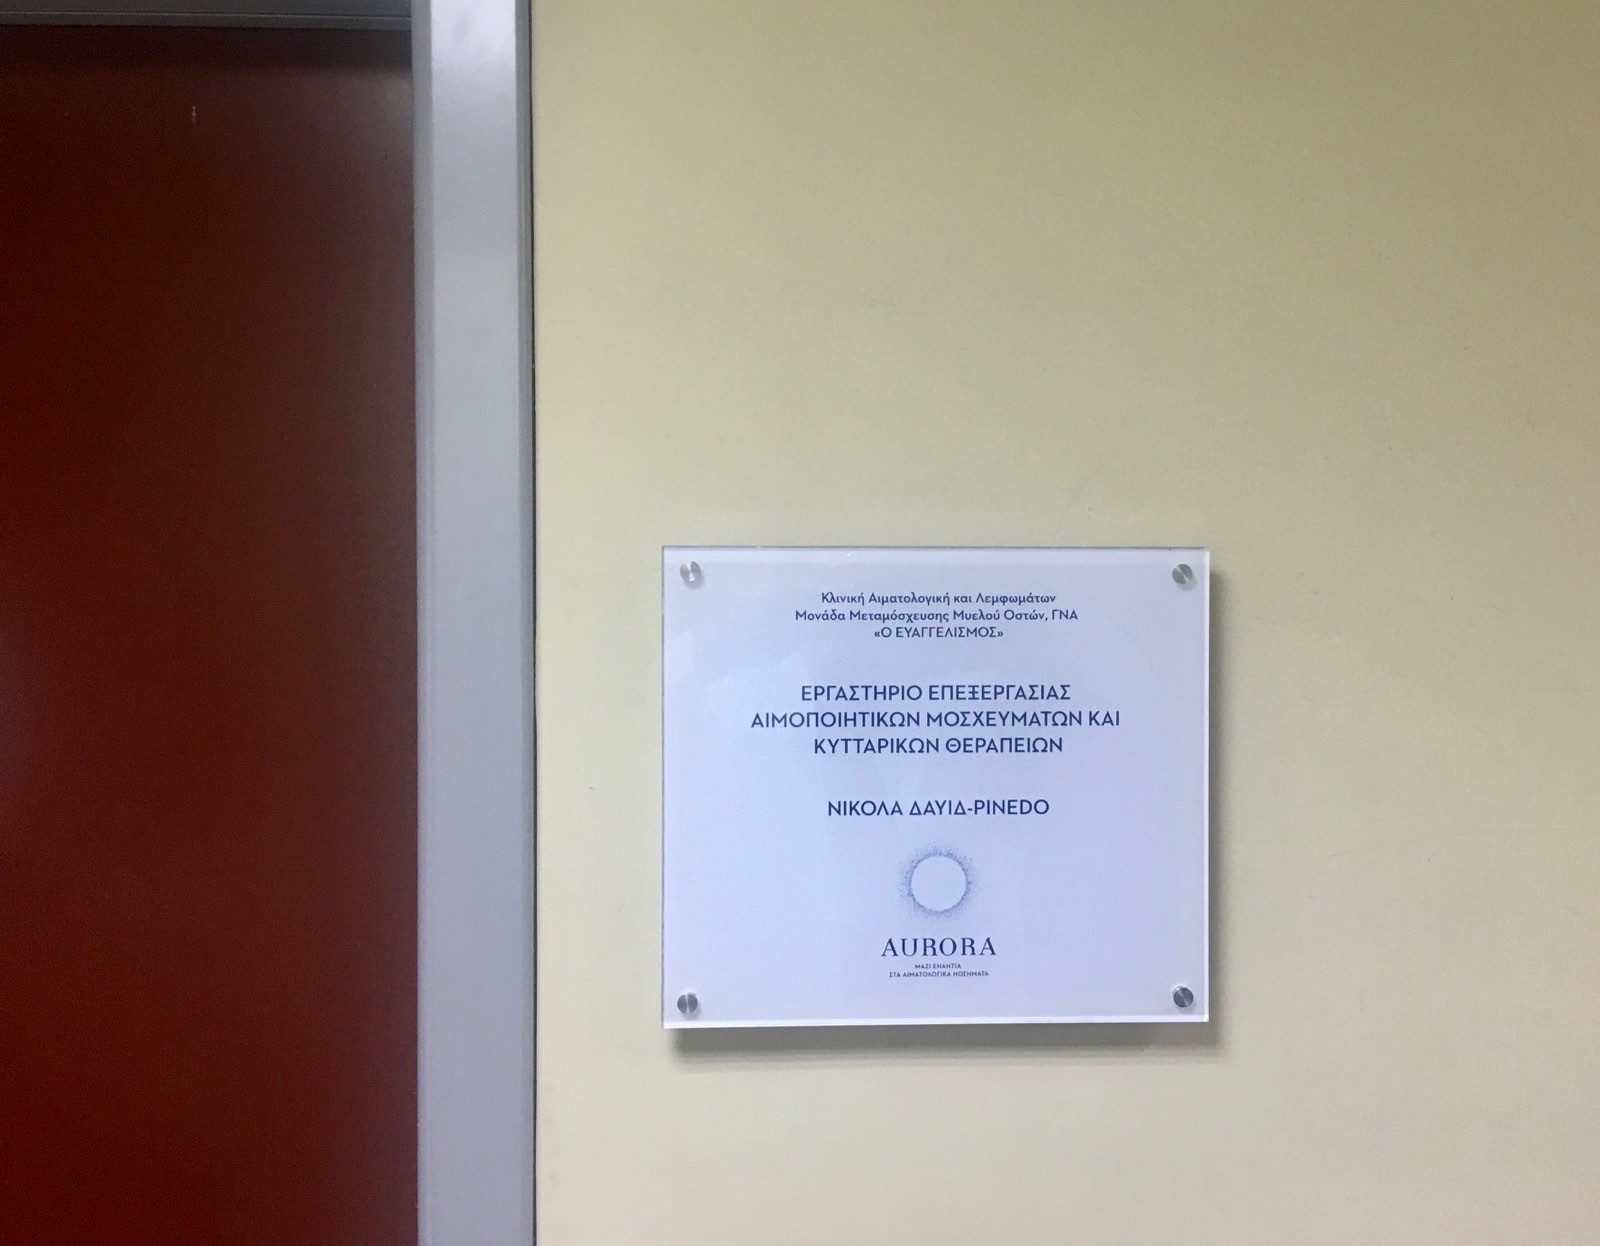 Κλινική Αιματολογική και Λεμφωμάτων
Μονάδα Μεταμόσχευσης Μυελού Οστών, ΓΝΑ
«Ο ΕΥΑΓΓΕΛΙΣΜΟΣ»
ΕΡΓΑΣΤΗΡΙΟ ΕΠΕΞΕΡΓΑΣΙΑΣ
ΑΙΜΟΠΟΙΗΤΙΚΩΝ ΜΟΣΧΕΥΜΑΤΩΝ ΚΑΙ
ΚΥΤΤΑΡΙΚΩΝ ΘΕΡΑΠΕΙΩΝ
ΝΙΚΟΛΑ ΔΑΥΙΔ-PINEDO
AURORA
ΜΑΖΙ ΕΝΑΝΤΙΑ
ΣΤΑ ΑΙΜΑΤΟΛΟΓΙΚΑ ΝΟΣΗΜΑΤΑ